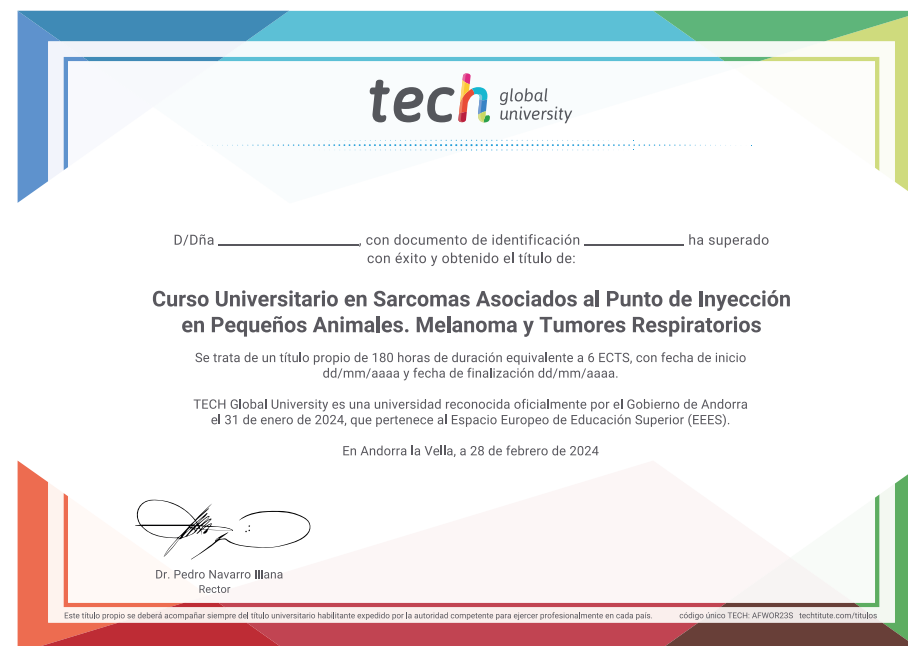 tech global university
D/Dña ____________________, con documento de identificación ______________ ha superado
con éxito y obtenido el título de:
Curso Universitario en Sarcomas Asociados al Punto de Inyección
en Pequeños Animales. Melanoma y Tumores Respiratorios
Se trata de un título propio de 180 horas de duración equivalente a 6 ECTS, con fecha de inicio
dd/mm/aaaa y fecha de finalización dd/mm/aaaa.
TECH Global University es una universidad reconocida oficialmente por el Gobierno de Andorra
el 31 de enero de 2024, que pertenece al Espacio Europeo de Educación Superior (EEES).
En Andorra la Vella, a 28 de febrero de 2024
Dr. Pedro Navarro Illana
Rector
Este título propio se deberá acompañar siempre del título universitario habilitante expedido por la autoridad competente para ejercer profesionalmente en cada país. código único TECH: AFWOR23S techtitute.com/titulos